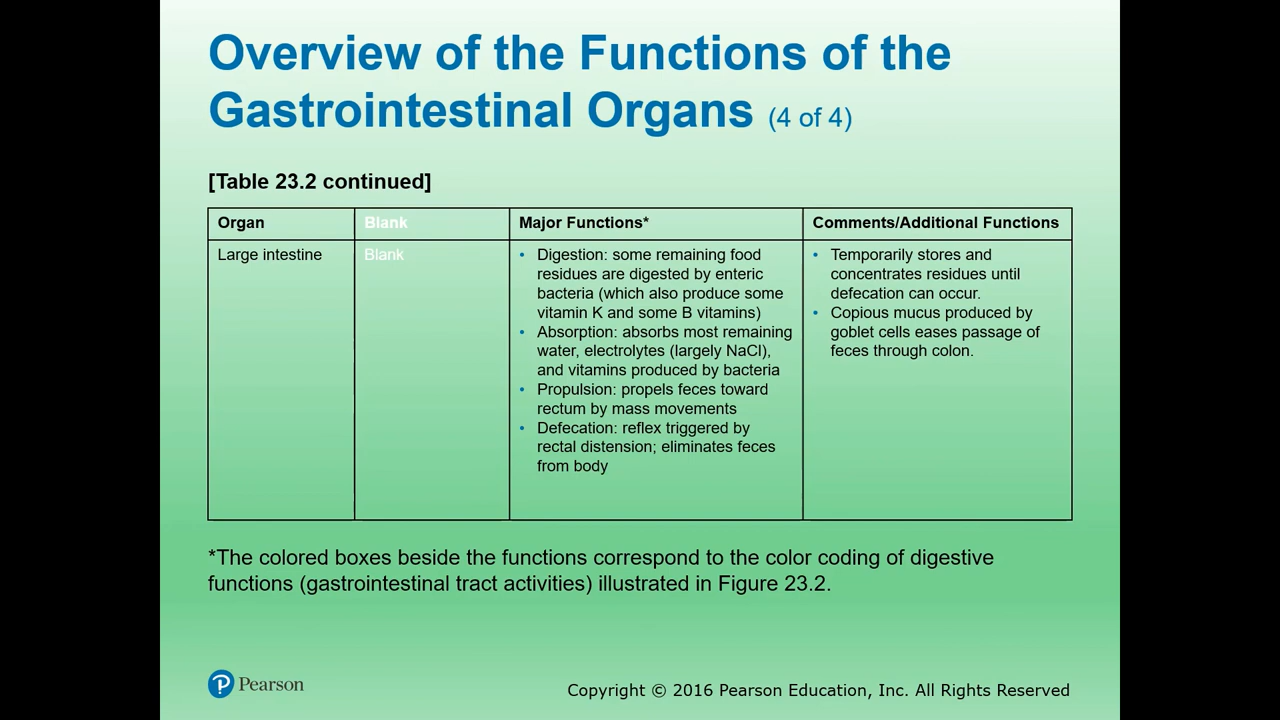 Overview of the Functions of the
Gastrointestinal Organs (4 of 4)
[Table 23.2 continued]
Organ Blank Major Functions* Comments/Additional Functions
Large intestine Blank
• Digestion: some remaining food
residues are digested by enteric
bacteria (which also produce some
vitamin K and some B vitamins)
• Absorption: absorbs most remaining
water, electrolytes (largely NaCl),
and vitamins produced by bacteria
• Propulsion: propels feces toward
rectum by mass movements
• Defecation: reflex triggered by
rectal distension; eliminates feces
from body
• Temporarily stores and
concentrates residues until
defecation can occur.
• Copious mucus produced by
goblet cells eases passage of
feces through colon.
*The colored boxes beside the functions correspond to the color coding of digestive
functions (gastrointestinal tract activities) illustrated in Figure 23.2.
P Pearson
Copyright © 2016 Pearson Education, Inc. All Rights Reserved